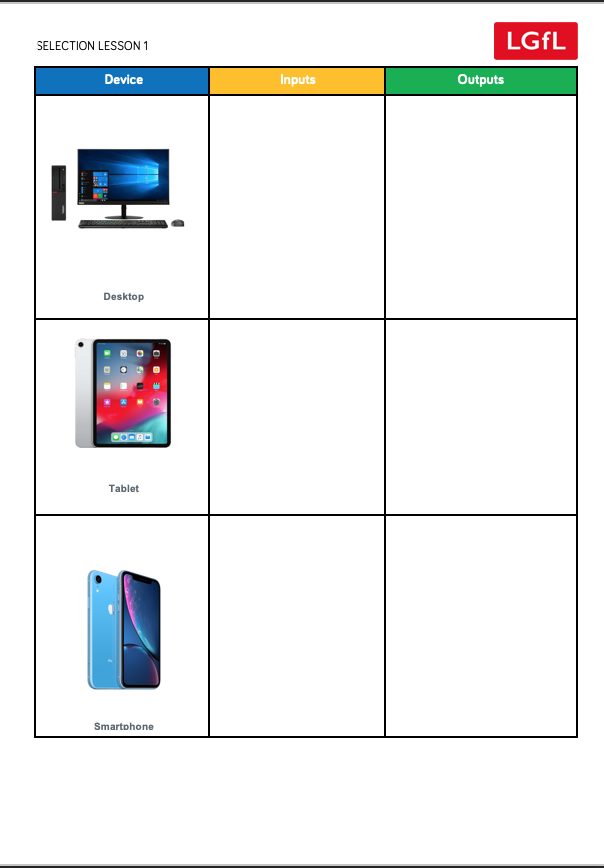 SELECTION LESSON 1
LGfL
Device
Inputs
Outputs
Desktop
Tablet
Smartphone